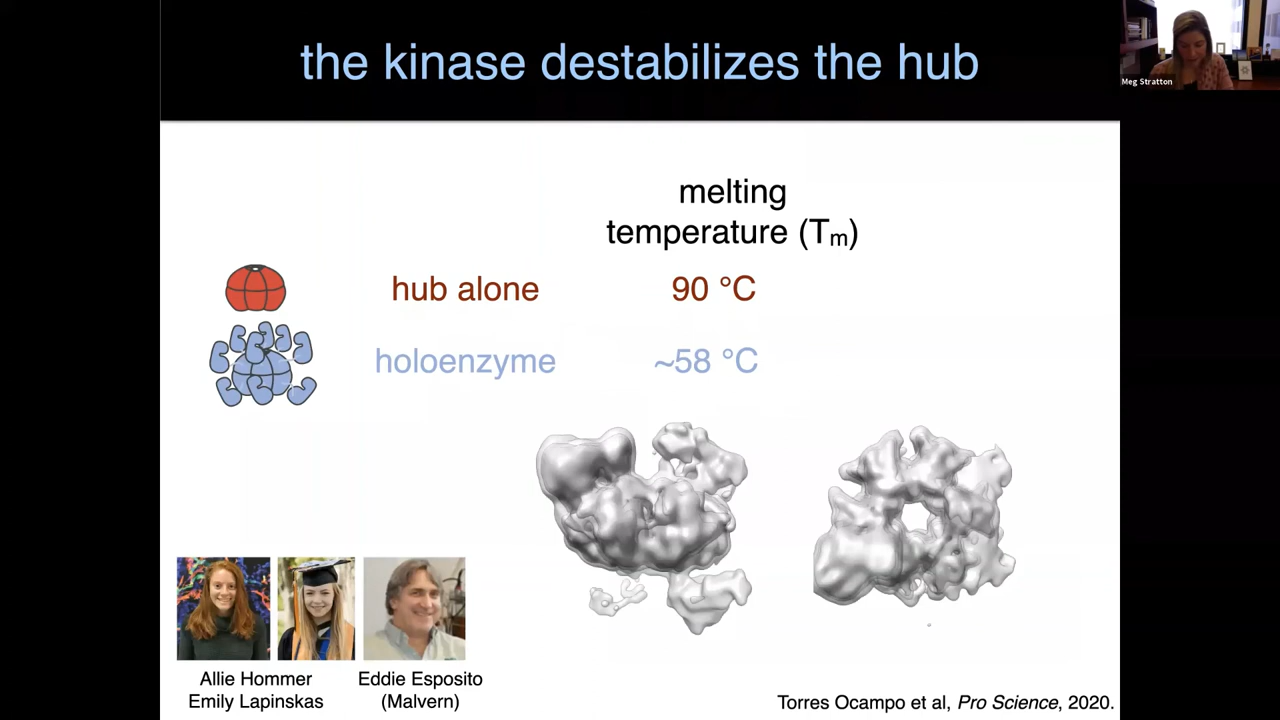 the kinase destabilizes the hub
Meg Stratton
melting
temperature (Tm)
hub alone 90 °C
holoenzyme ~58 °C
Allie Hommer
Emily Lapinskas
Eddie Esposito
(Malvern)
Torres Ocampo et al, Pro Science, 2020.